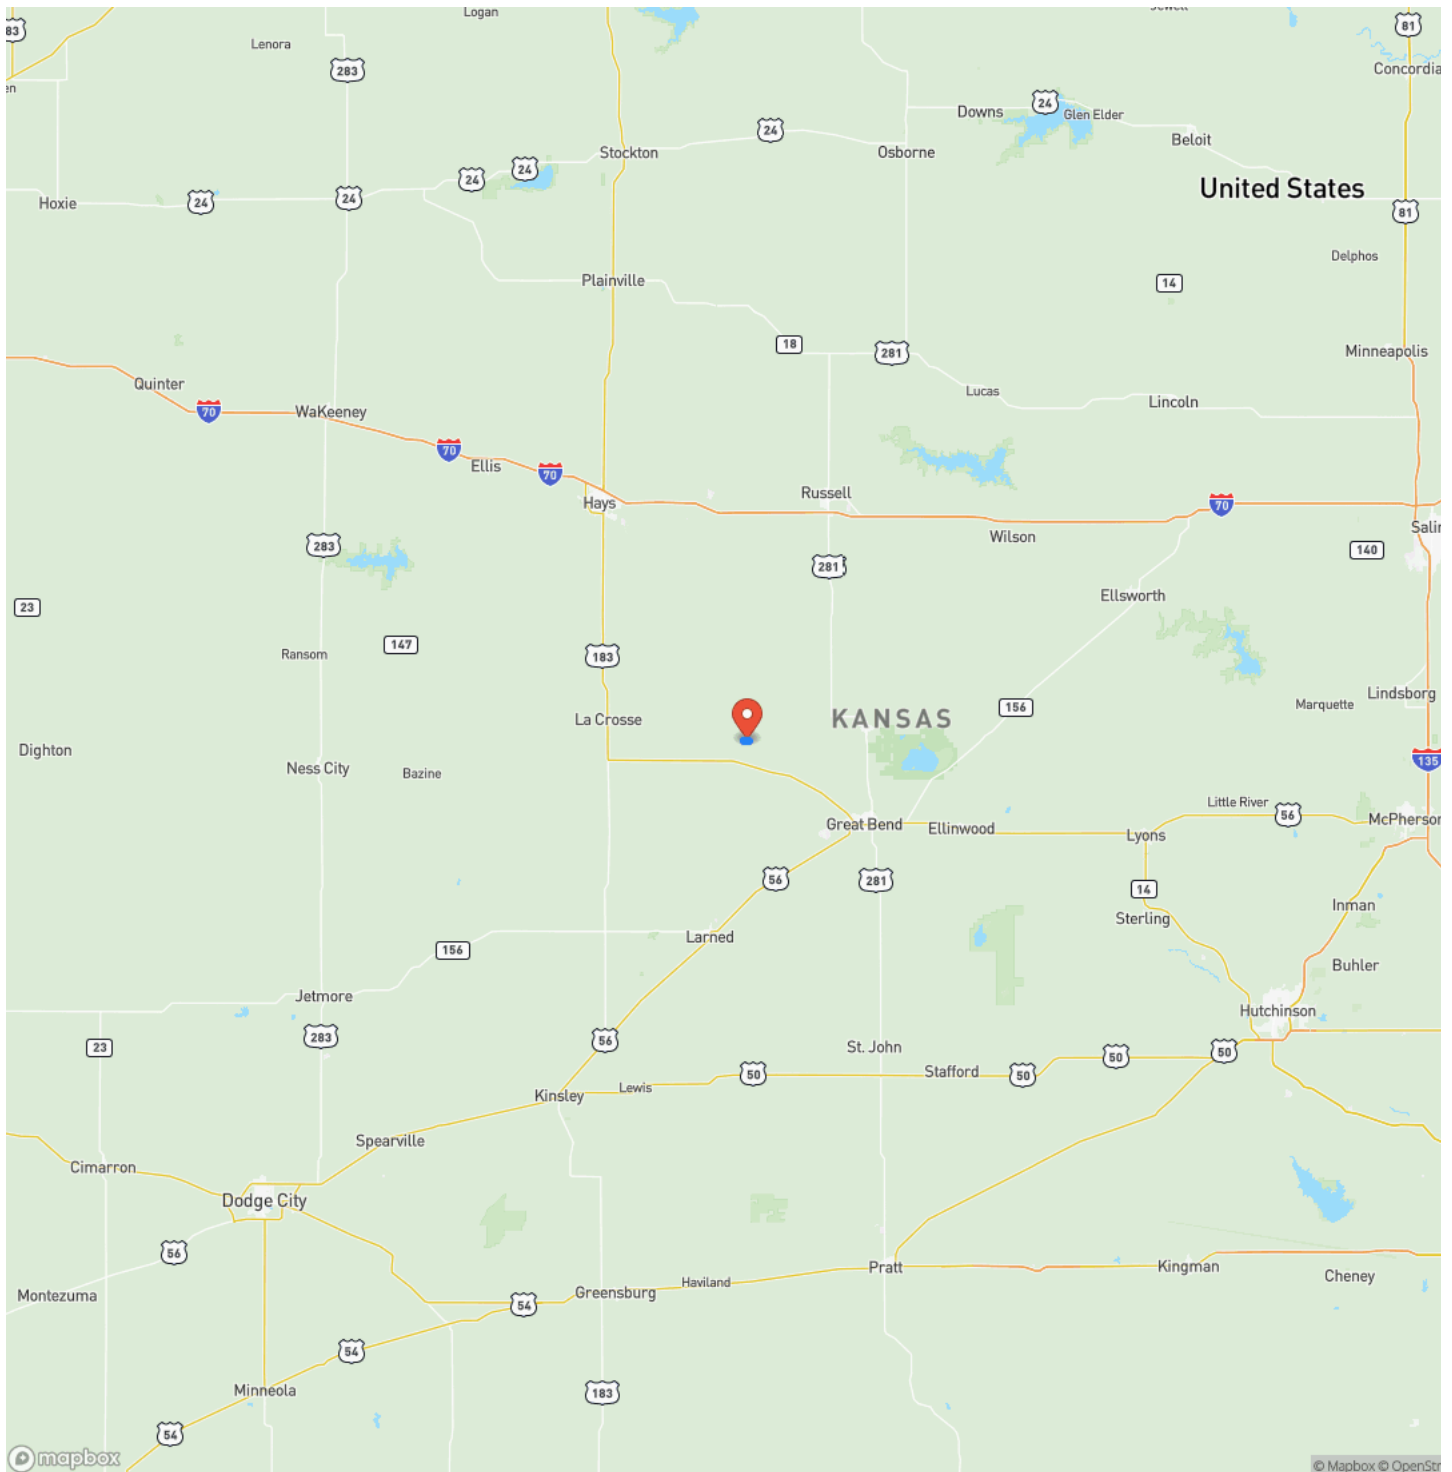 Logan
Jewell
83
Lenora
81
283
Concordia
en
24
Downs
Glen Elder
24
Stockton
Osborne
Beloit
24
24
United States
24
24
Hoxie
81
Delphos
Plainville
14
18
281
Minneapolis
Quinter
Lucas
Lincoln
70
WaKeeney
70
Ellis
70
Hays
Russell
70
Salin
Wilson
283
140
281
Ellsworth
23
147
Ransom
183
Lindsborg
Marquette
156
La Crosse
KANSAS
Dighton
Ness City
Bazine
135
Little River
56
McPherson
Great Bend
Ellinwood
Lyons
56
281
14
Inman
Sterling
Larned
156
Buhler
Jetmore
Hutchinson
283
56
23
St. John
50
50
Stafford
50
50
Kinsley
Lewis
Spearville
Cimarron
Dodge City
56
Pratt
Kingman
Haviland
Cheney
Greensburg
Montezuma
54
54
Minneola
183
54
mapbox
© Mapbox © OpenStr